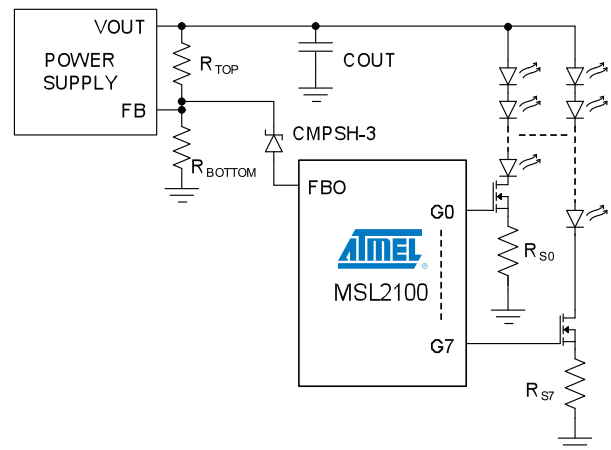 VOUT
POWER
SUPPLY
FB
RTOP
RBOTTOM
COUT
CMPSH-3
FBO
G0
ATMEL
®
MSL2100
G7
RS0
RS7